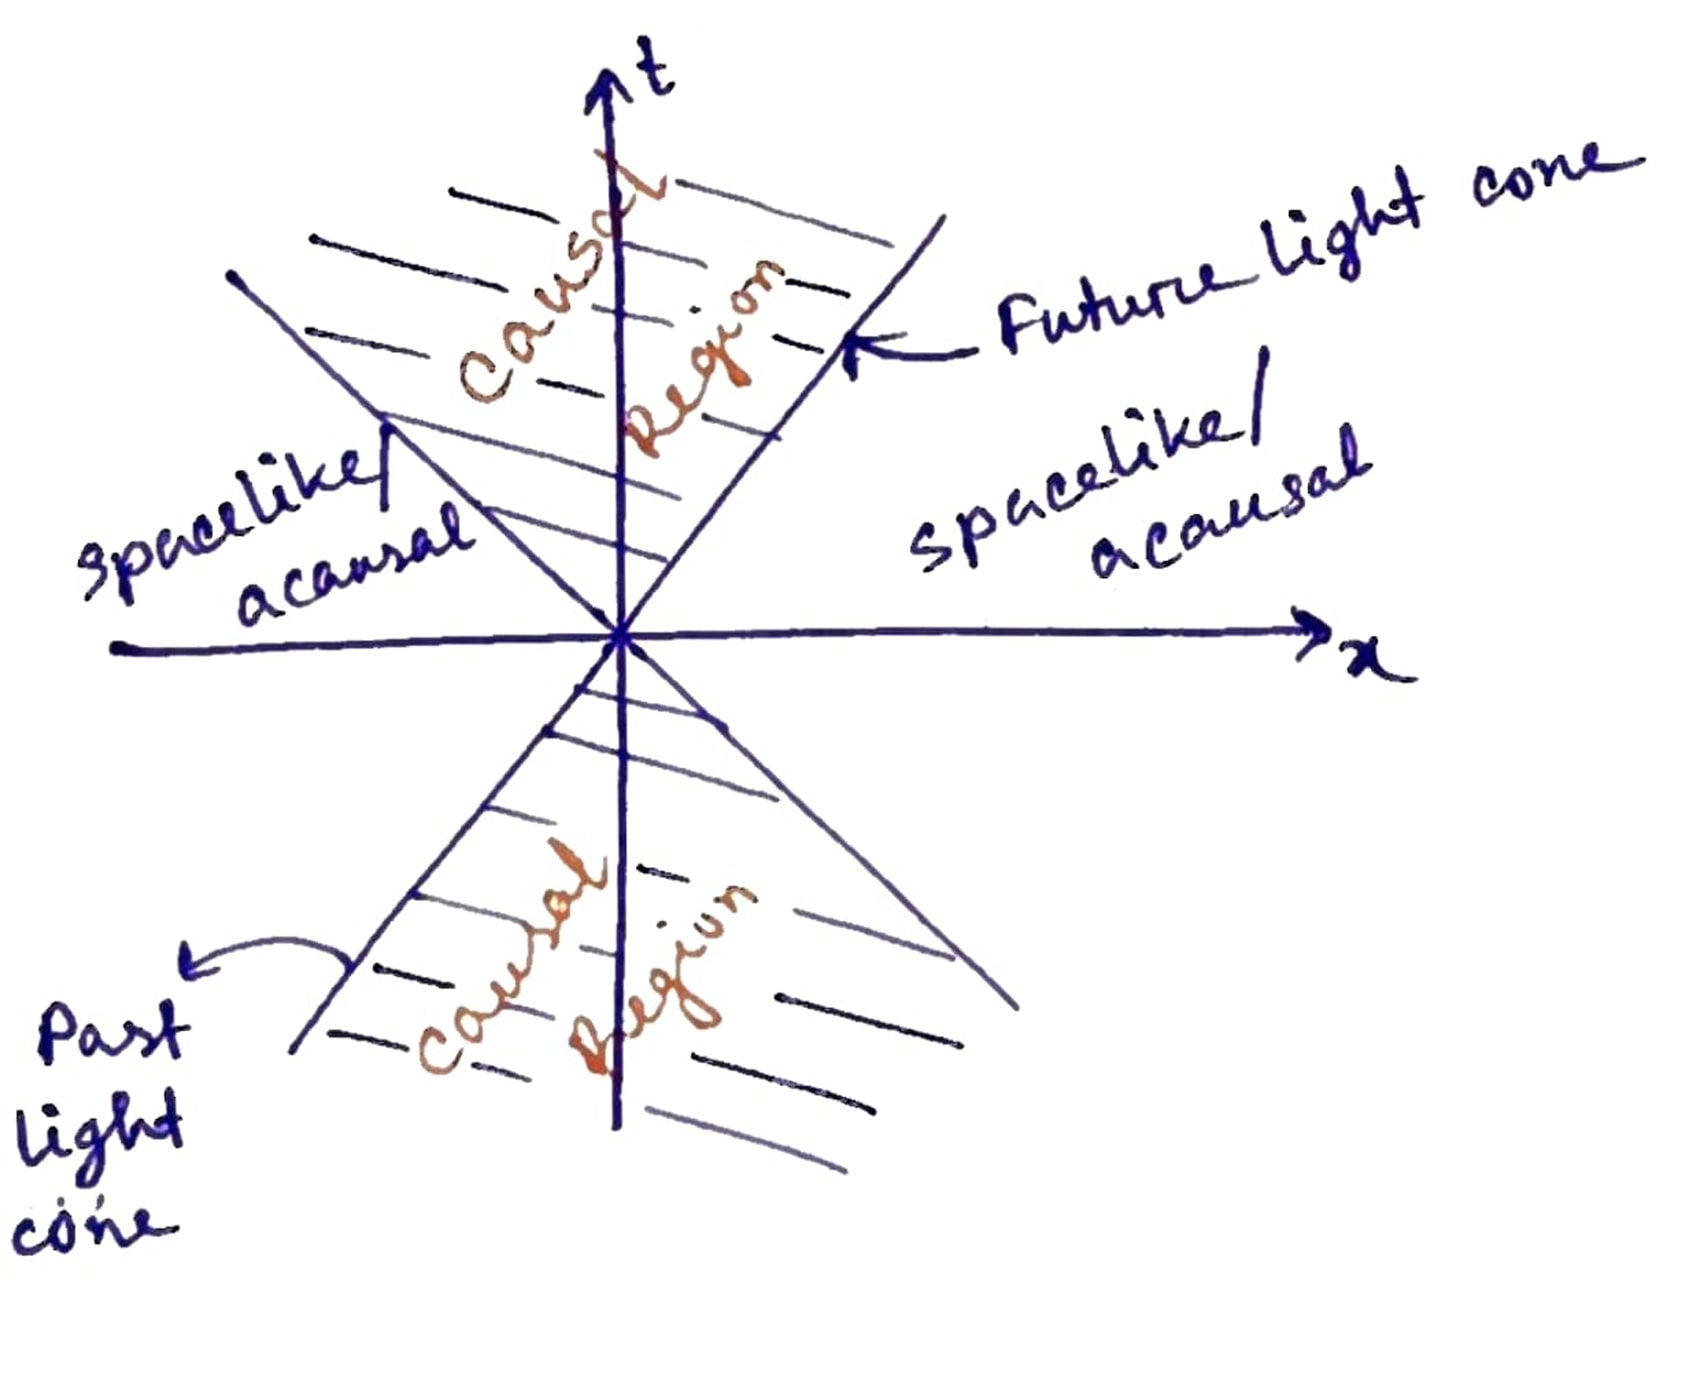 t
Causal
Region
Future light cone
spacelike/
acausal
spacelike/
acausal
x
Causal
Region
Past
light
cone